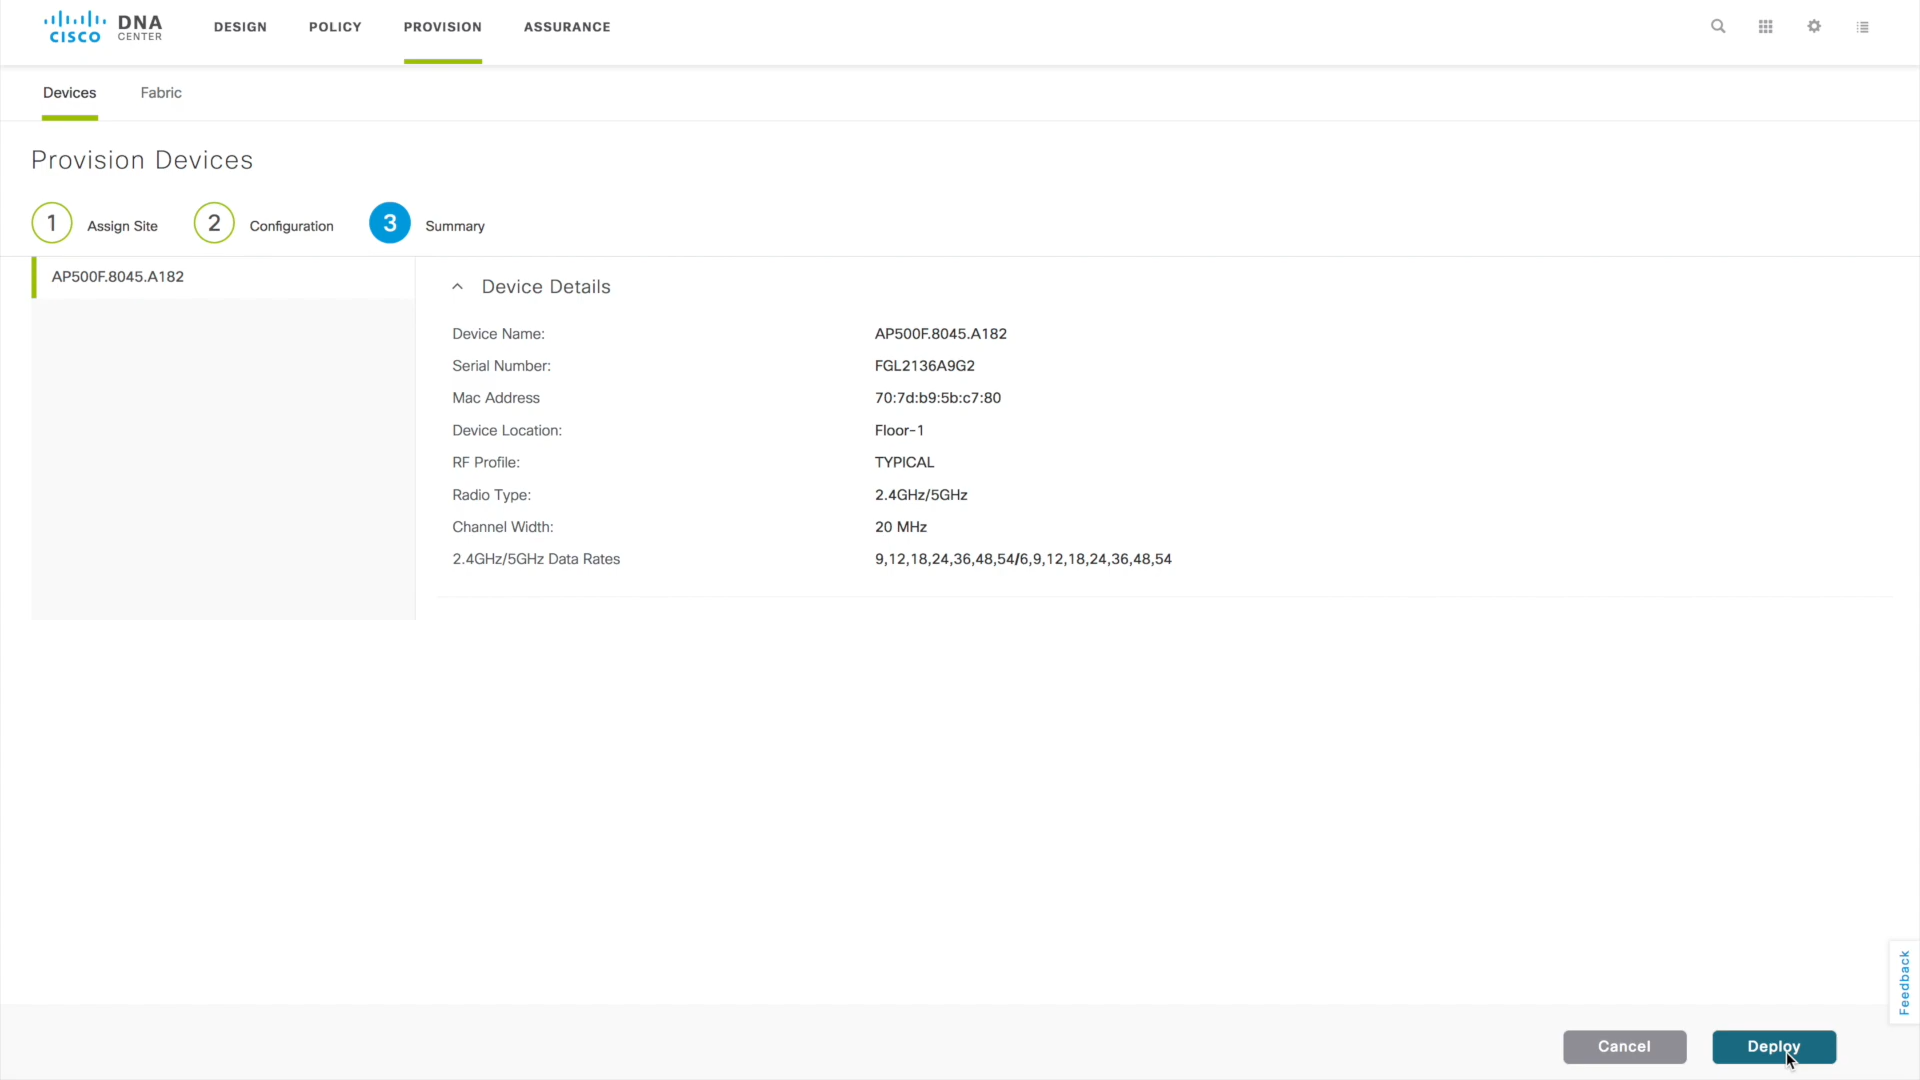 CISCO DNA CENTER DESIGN POLICY PROVISION ASSURANCE
Devices Fabric
Provision Devices
1 Assign Site 2 Configuration 3 Summary
AP500F.8045.A182
Device Details
Device Name: AP500F.8045.A182
Serial Number: FGL2136A9G2
Mac Address 70:7d:b9:5b:c7:80
Device Location: Floor-1
RF Profile: TYPICAL
Radio Type: 2.4GHz/5GHz
Channel Width: 20 MHz
2.4GHz/5GHz Data Rates 9,12,18,24,36,48,54/6,9,12,18,24,36,48,54
Feedback
Cancel Deploy